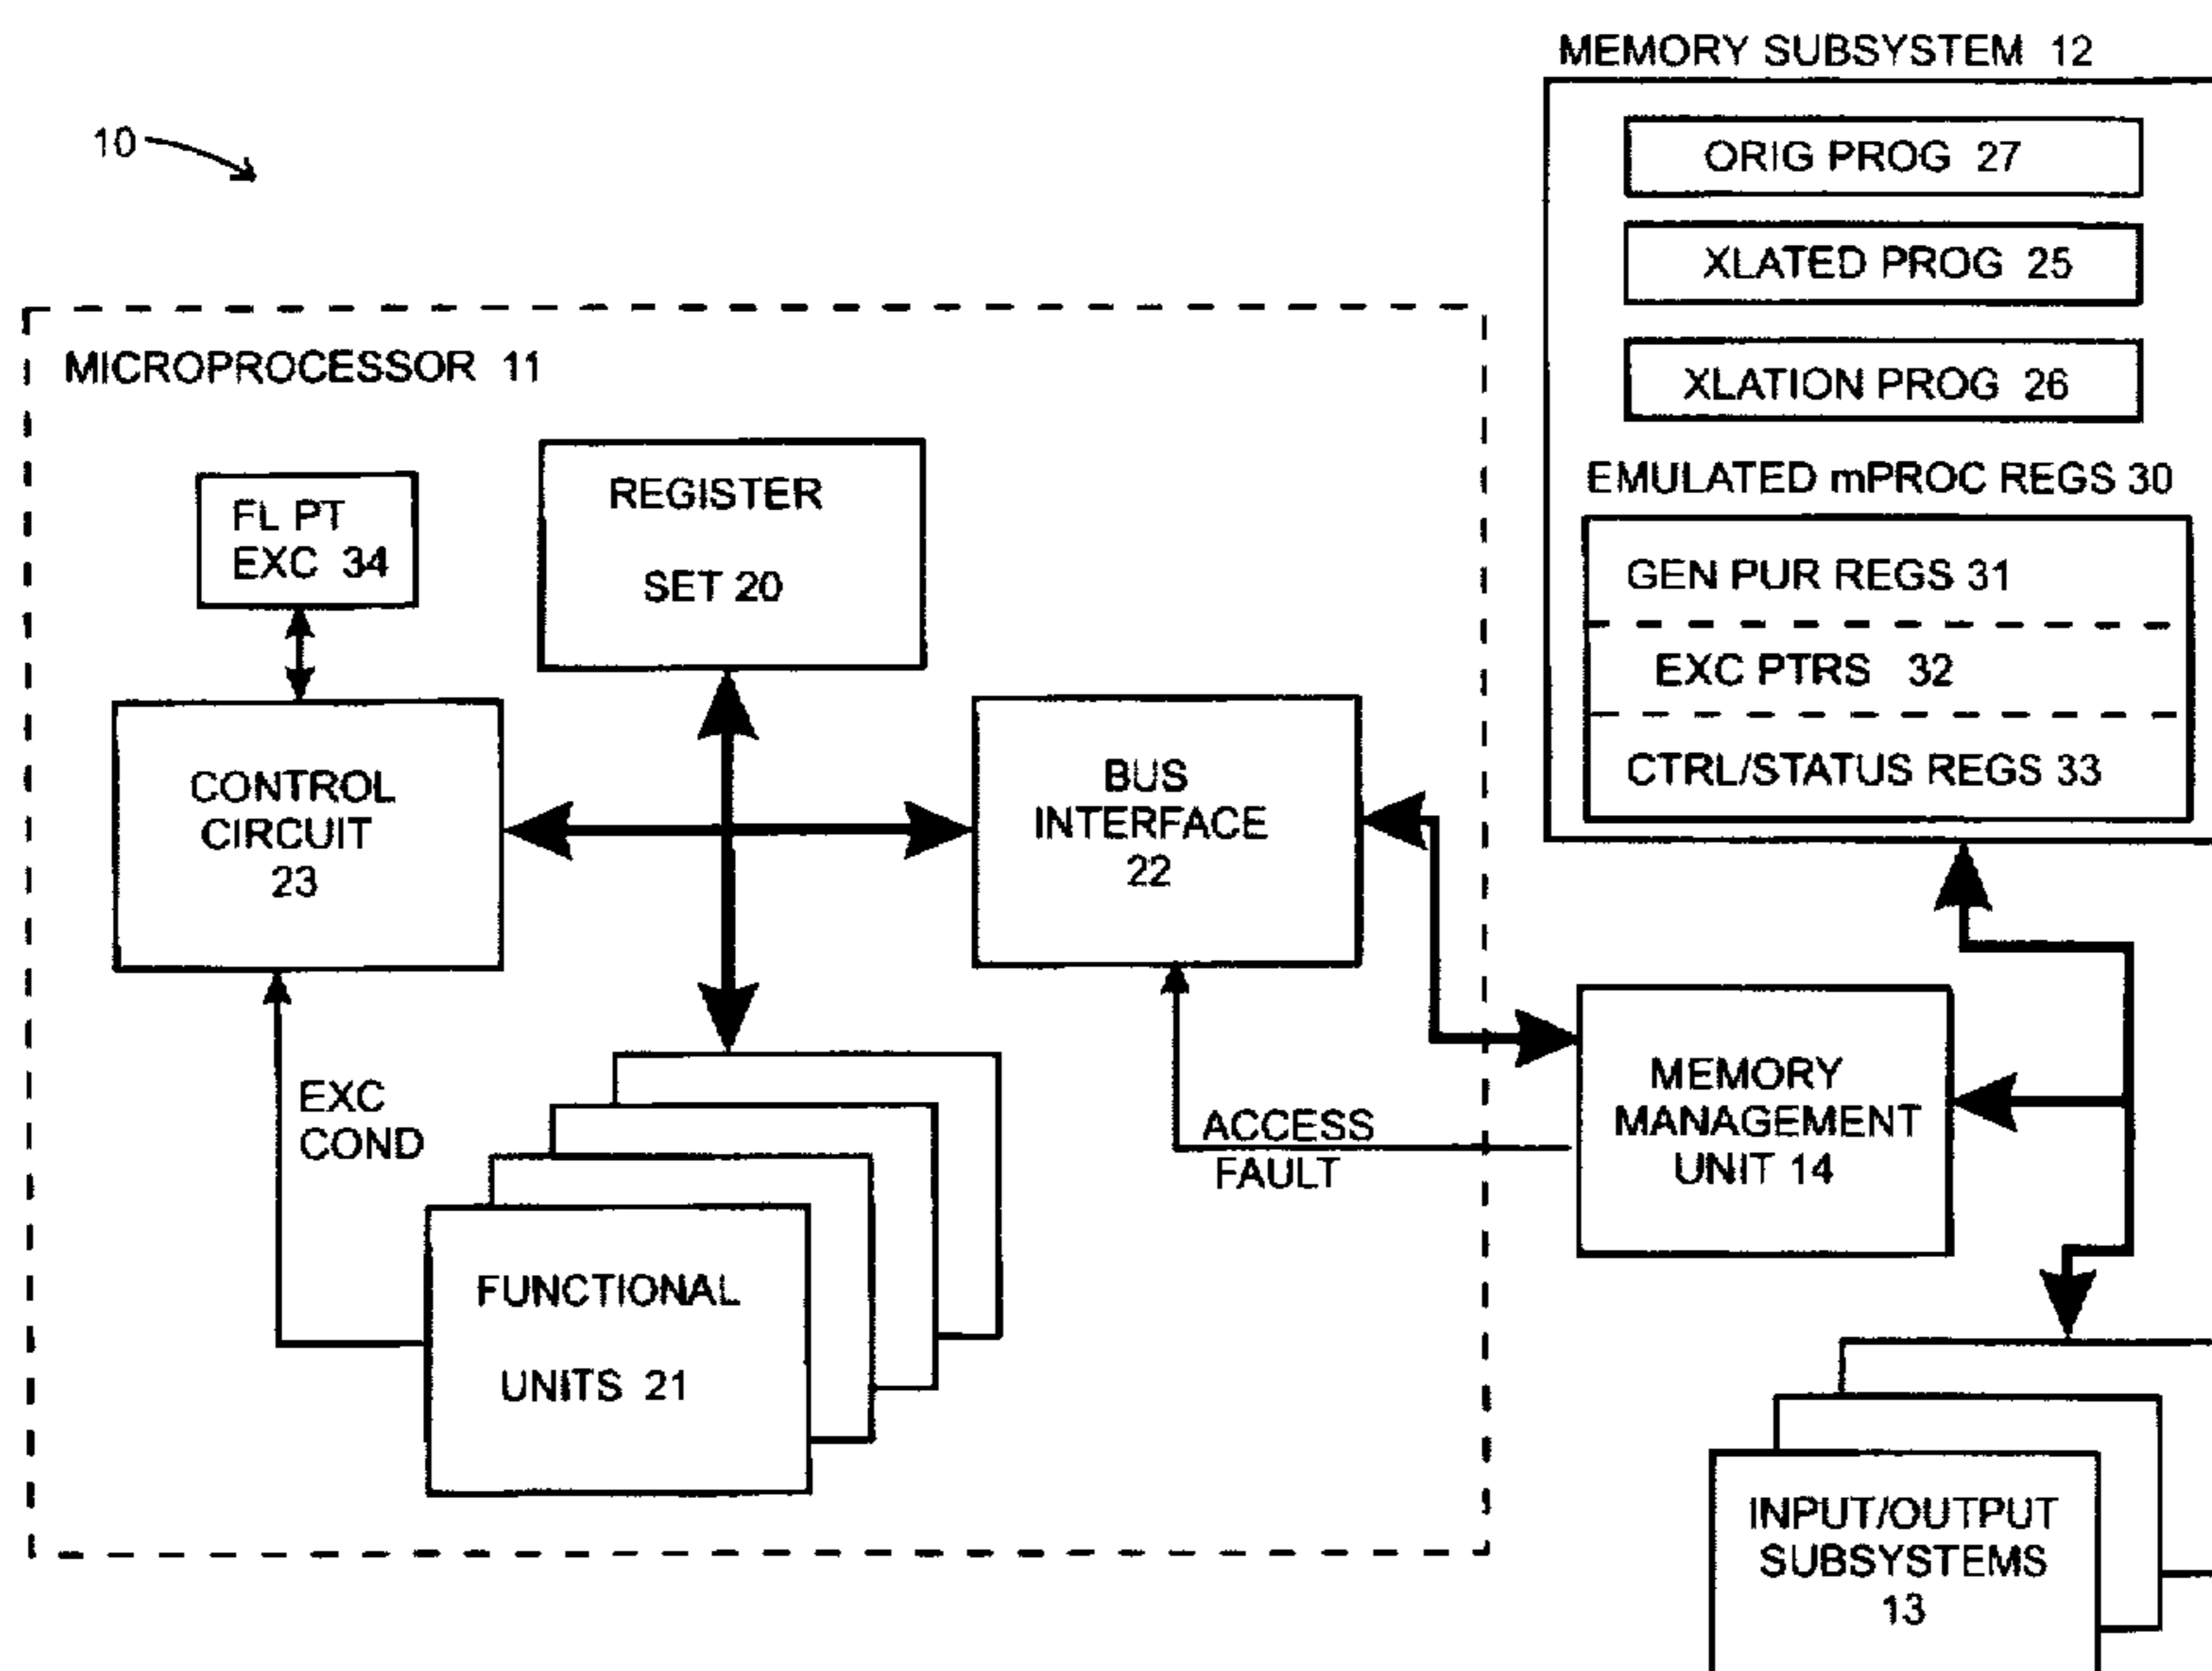 10
MEMORY SUBSYSTEM 12
ORIG PROG 27
XLATED PROG 25
XLATION PROG 26
EMULATED mPROC REGS 30
GEN PUR REGS 31
EXC PTRS 32
CTRL/STATUS REGS 33
MICROPROCESSOR 11
FL PT
EXC 34
REGISTER
SET 20
CONTROL
CIRCUIT
23
BUS
INTERFACE
22
EXC
COND
FUNCTIONAL
UNITS 21
ACCESS
FAULT
MEMORY
MANAGEMENT
UNIT 14
INPUT/OUTPUT
SUBSYSTEMS
13